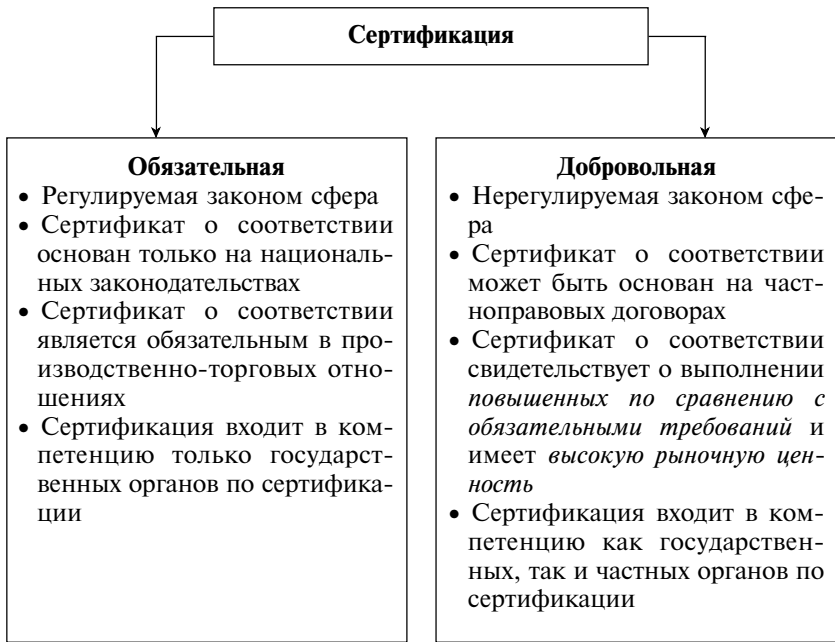 Сертификация
Обязательная
• Регулируемая законом сфера
• Сертификат о соответствии
основан только на националь-
ных законодательствах
• Сертификат о соответствии
является обязательным в про-
изводственно-торговых отно-
шениях
• Сертификация входит в ком-
петенцию только государст-
венных органов по сертифика-
ции
Добровольная
• Нерегулируемая законом сфе-
ра
• Сертификат о соответствии
может быть основан на част-
ноправовых договорах
• Сертификат о соответствии
свидетельствует о выполнении
повышенных по сравнению с
обязательными требований и
имеет высокую рыночную цен-
ность
• Сертификация входит в ком-
петенцию как государствен-
ных, так и частных органов по
сертификации